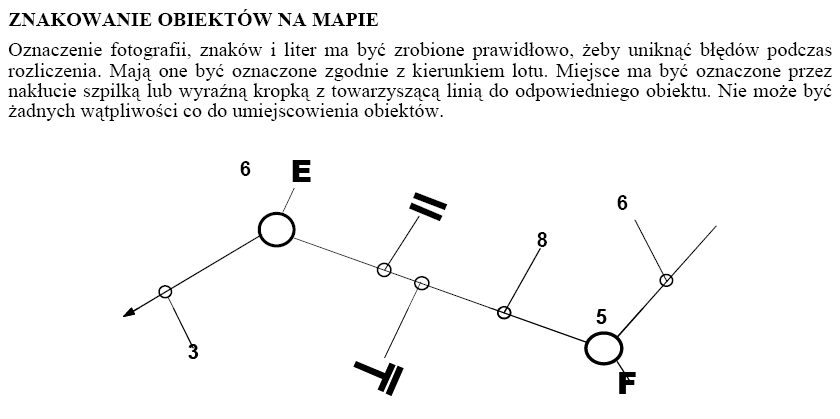 ZNAKOWANIE OBIEKTÓW NA MAPIE
Oznaczenie fotografii, znaków i liter ma być zrobione prawidłowo, żeby uniknąć błędów podczas
rozliczenia. Mają one być oznaczone zgodnie z kierunkiem lotu. Miejsce ma być oznaczone przez
nakłucie szpilką lub wyraźną kropką z towarzyszącą linią do odpowiedniego obiektu. Nie może być
żadnych wątpliwości co do umiejscowienia obiektów.
6 E
6
8
5
3
F